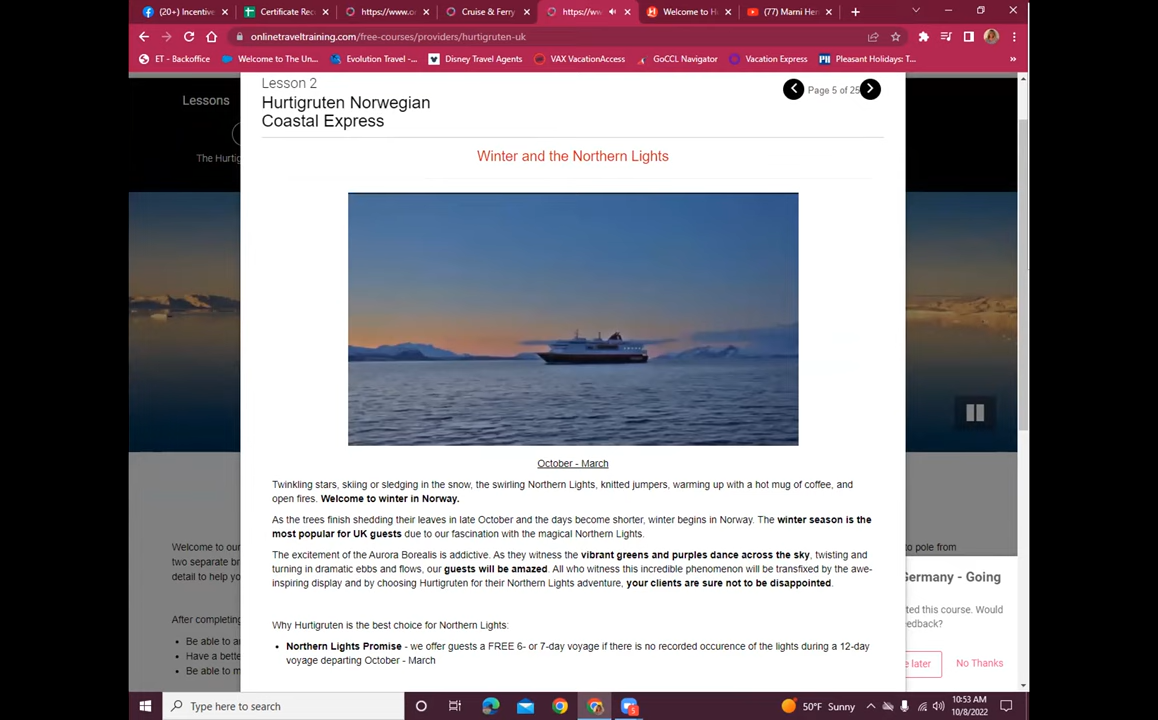 (20+) Incentive
Certificate Rec
https://www.o
Cruise & Ferry
https://ww
Welcome to H
(77) Marni Her
onlinetraveltraining.com/free-courses/providers/hurtigruten-uk
ET - Backoffice
Welcome to The Un...
Evolution Travel -...
Disney Travel Agents
VAX VacationAccess
GoCCL Navigator
Vacation Express
Pleasant Holidays: T...
»
Lessons
The Hurtig
Lesson 2
Hurtigruten Norwegian
Coastal Express
Page 5 of 25
Winter and the Northern Lights
October - March
Twinkling stars, skiing or sledging in the snow, the swirling Northern Lights, knitted jumpers, warming up with a hot mug of coffee, and
open fires. Welcome to winter in Norway.
As the trees finish shedding their leaves in late October and the days become shorter, winter begins in Norway. The winter season is the
most popular for UK guests due to our fascination with the magical Northern Lights.
The excitement of the Aurora Borealis is addictive. As they witness the vibrant greens and purples dance across the sky, twisting and
turning in dramatic ebbs and flows, our guests will be amazed. All who witness this incredible phenomenon will be transfixed by the awe-
inspiring display and by choosing Hurtigruten for their Northern Lights adventure, your clients are sure not to be disappointed.
Why Hurtigruten is the best choice for Northern Lights:
• Northern Lights Promise - we offer guests a FREE 6- or 7-day voyage if there is no recorded occurence of the lights during a 12-day
voyage departing October - March
Welcome to our
two separate br
detail to help yo
After completing
• Be able to a
• Have a bette
• Be able to m
to pole from
Germany - Going
ted this course. Would
eedback?
e later
No Thanks
Type here to search
50°F Sunny
10:53 AM
10/8/2022